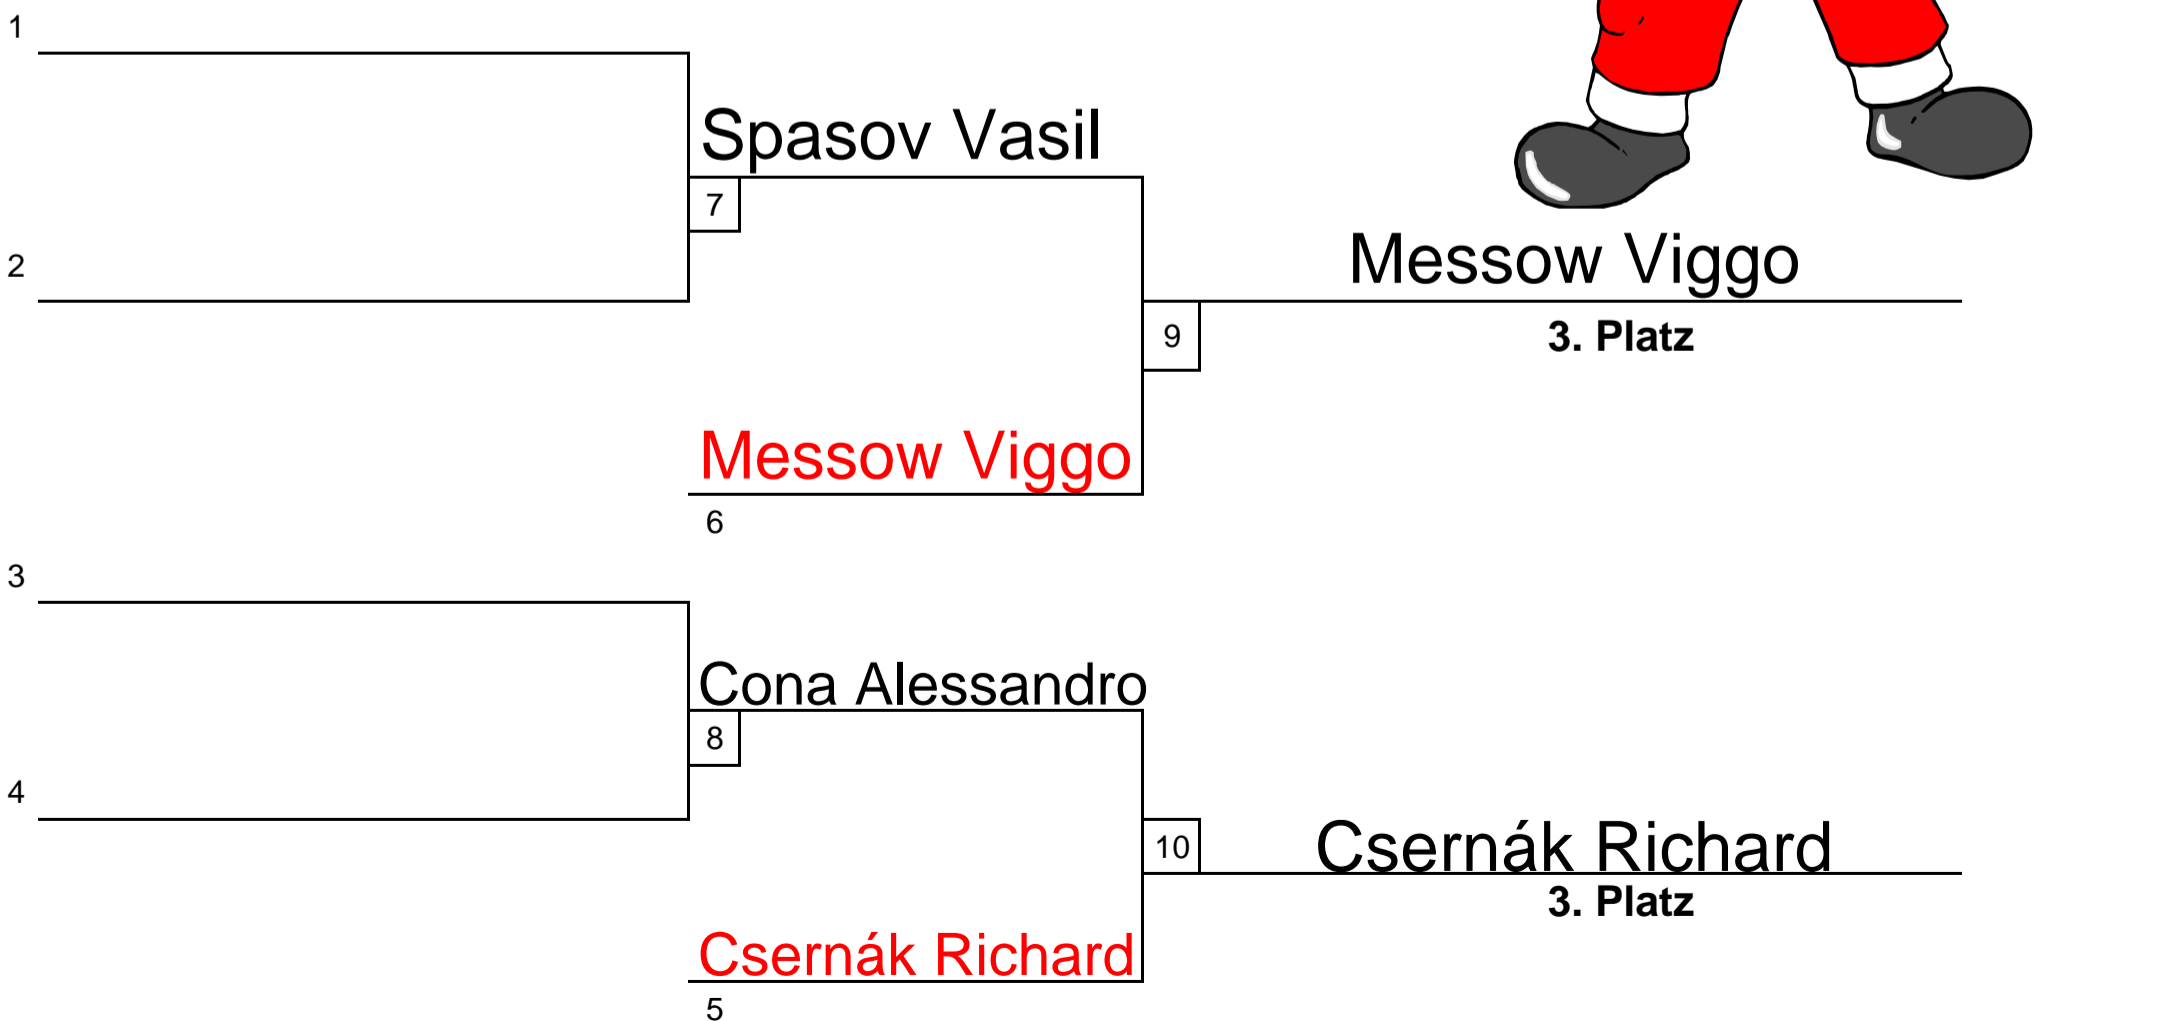 1
Spasov Vasil
7
2
Messow Viggo
9
3. Platz
Messow Viggo
6
3
Cona Alessandro
8
4
10
Csernák Richard
3. Platz
Csernák Richard
5